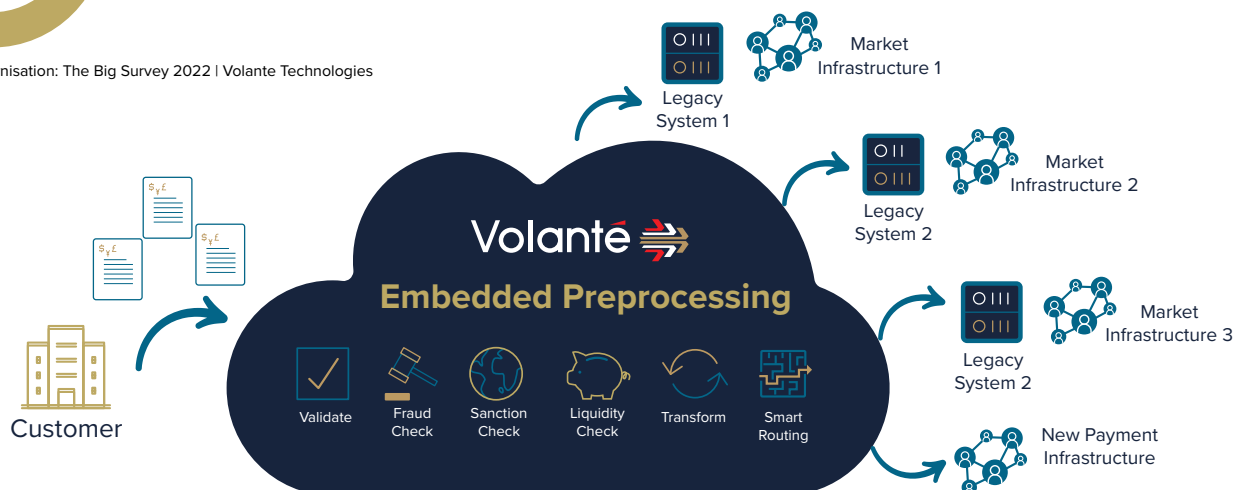 nisation: The Big Survey 2022 | Volante Technologies
Legacy
System 1
Market
Infrastructure 1
Legacy
System 2
Market
Infrastructure 2
$¥£
$¥£
$¥£
Customer
Volanté
Embedded Preprocessing
Validate
Fraud
Check
Sanction
Check
Liquidity
Check
Transform
Smart
Routing
Legacy
System 2
Market
Infrastructure 3
New Payment
Infrastructure